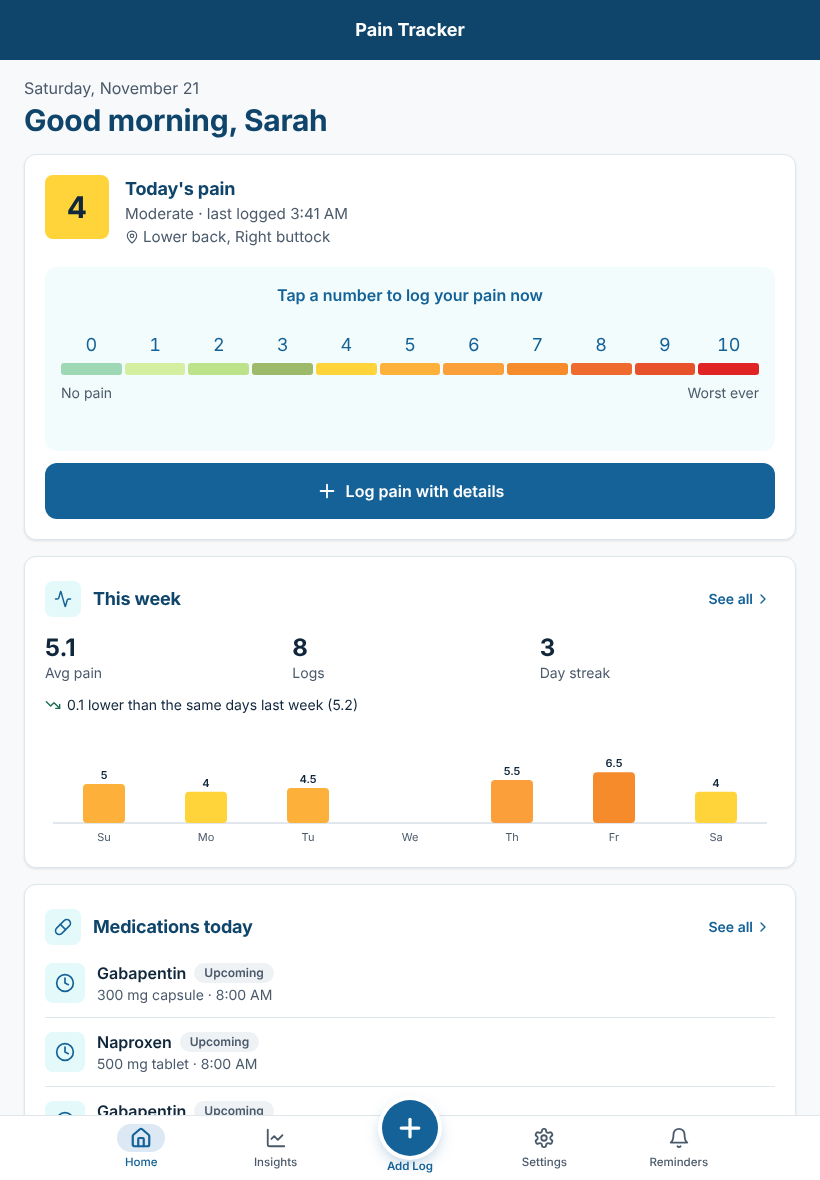 Pain Tracker
Saturday, November 21
Good morning, Sarah
4
Today's pain
Moderate · last logged 3:41 AM
Lower back, Right buttock
Tap a number to log your pain now
0 1 2 3 4 5 6 7 8 9 10
No pain Worst ever
Log pain with details
This week See all
5.1 8 3
Avg pain Logs Day streak
0.1 lower than the same days last week (5.2)
5 4 4.5 5.5 6.5 4
Su Mo Tu We Th Fr Sa
Medications today See all
Gabapentin Upcoming
300 mg capsule · 8:00 AM
Naproxen Upcoming
500 mg tablet · 8:00 AM
Gabapentin Upcoming
Home Insights Add Log Settings Reminders